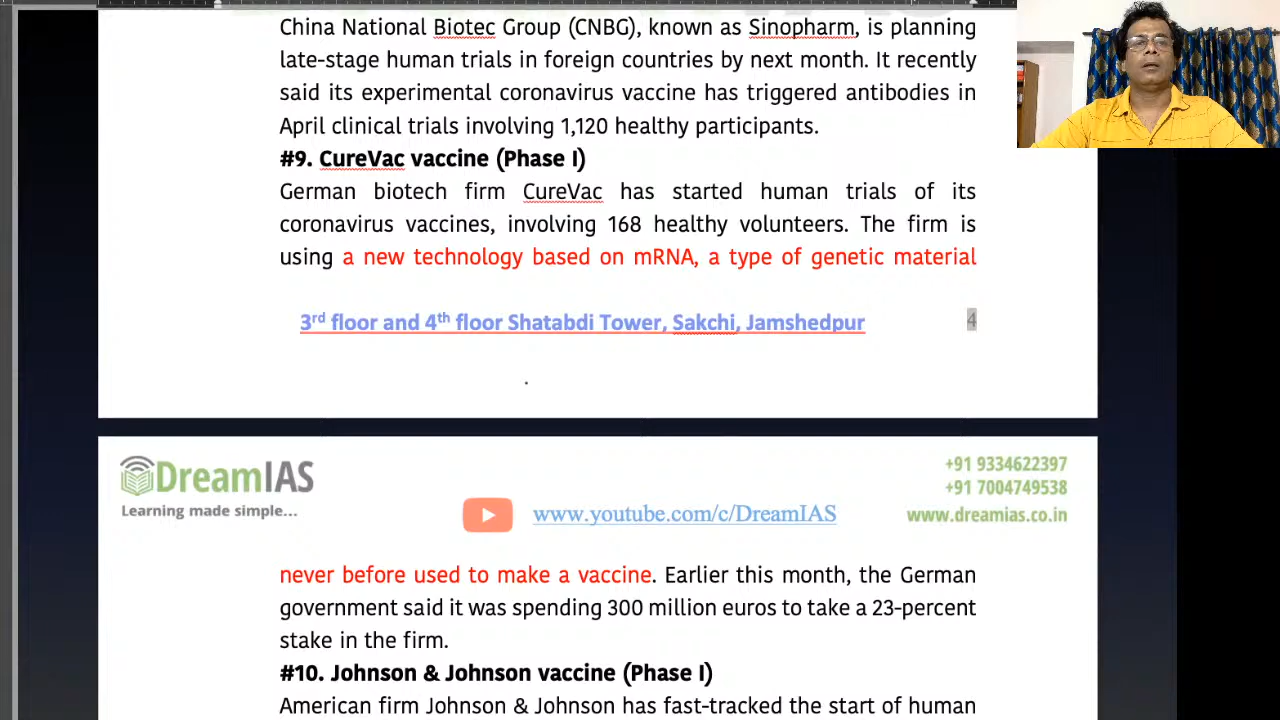 China National Biotec Group (CNBG), known as Sinopharm, is planning
late-stage human trials in foreign countries by next month. It recently
said its experimental coronavirus vaccine has triggered antibodies in
April clinical trials involving 1,120 healthy participants.
#9. CureVac vaccine (Phase I)
German biotech firm CureVac has started human trials of its
coronavirus vaccines, involving 168 healthy volunteers. The firm is
using a new technology based on mRNA, a type of genetic material
3rd floor and 4th floor Shatabdi Tower, Sakchi, Jamshedpur 4
DreamIAS
Learning made simple...
www.youtube.com/c/DreamIAS
+91 9334622397
+91 7004749538
www.dreamias.co.in
never before used to make a vaccine. Earlier this month, the German
government said it was spending 300 million euros to take a 23-percent
stake in the firm.
#10. Johnson & Johnson vaccine (Phase I)
American firm Johnson & Johnson has fast-tracked the start of human